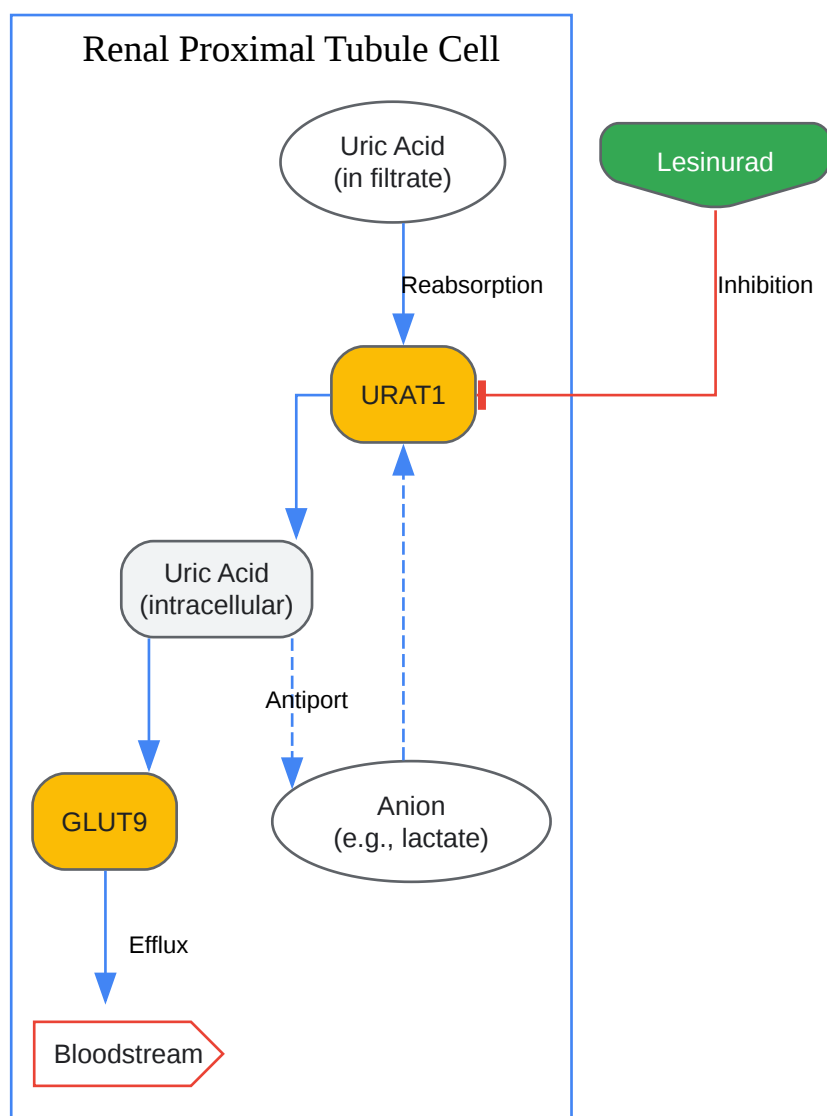 Renal Proximal Tubule Cell
Uric Acid
(in filtrate)
Lesinurad
Reabsorption
Inhibition
URAT1
Uric Acid
(intracellular)
Antiport
GLUT9
Anion
(e.g., lactate)
Efflux
Bloodstream